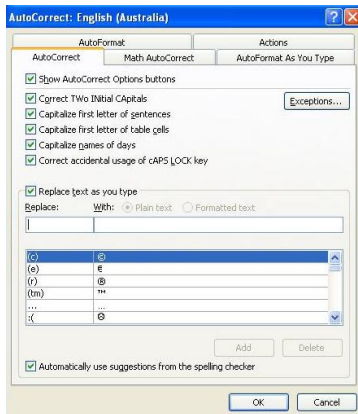 AutoCorrect: English (Australia)
AutoFormat Actions
AutoCorrect Math AutoCorrect AutoFormat As You Type
Show AutoCorrect Options buttons
Correct TWo INitial CApitals
Exceptions...
Capitalize first letter of sentences
Capitalize first letter of table cells
Capitalize names of days
Correct accidental usage of cAPS LOCK key
Replace text as you type
Replace: With: Plain text Formatted text
(c) ©
(e) €
(r) ®
(tm) ™
... …
:( ☹
Add Delete
Automatically use suggestions from the spelling checker
OK Cancel